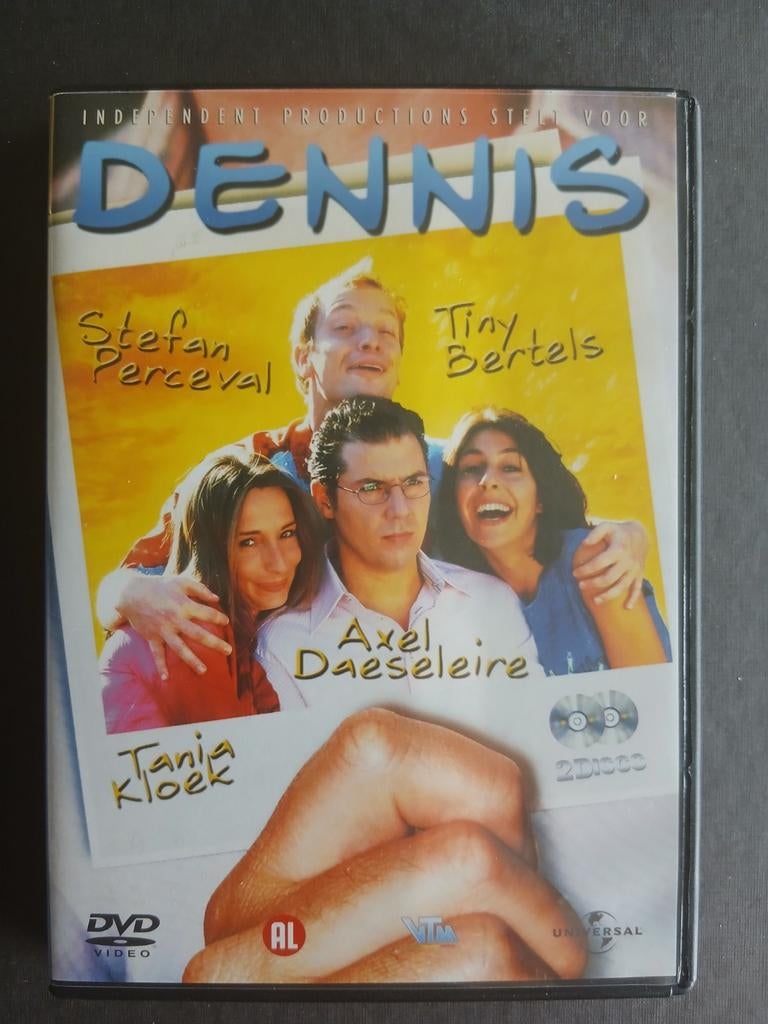 INDEPENDENT PRODUCTIONS STELT VOOR
DENNIS
Stefan
Perceval
Tiny
Bertels
Axel
Daeseleire
Tania
Kloek
2Discs
DVD
VIDEO
AL
VTM
UNIVERSAL